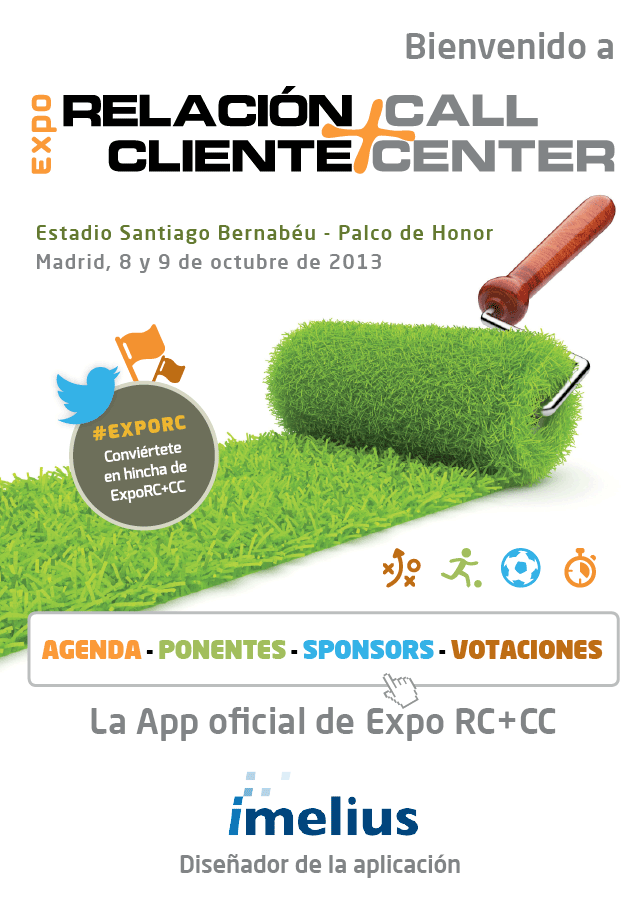 Bienvenido a
expo
RELACIÓN CALL
CLIENTE+CENTER
Estadio Santiago Bernabéu - Palco de Honor
Madrid, 8 y 9 de octubre de 2013
#EXPORC
Conviértete
en hincha de
ExpoRC+CC
AGENDA - PONENTES - SPONSORS - VOTACIONES
La App oficial de Expo RC+CC
imelius
Diseñador de la aplicación